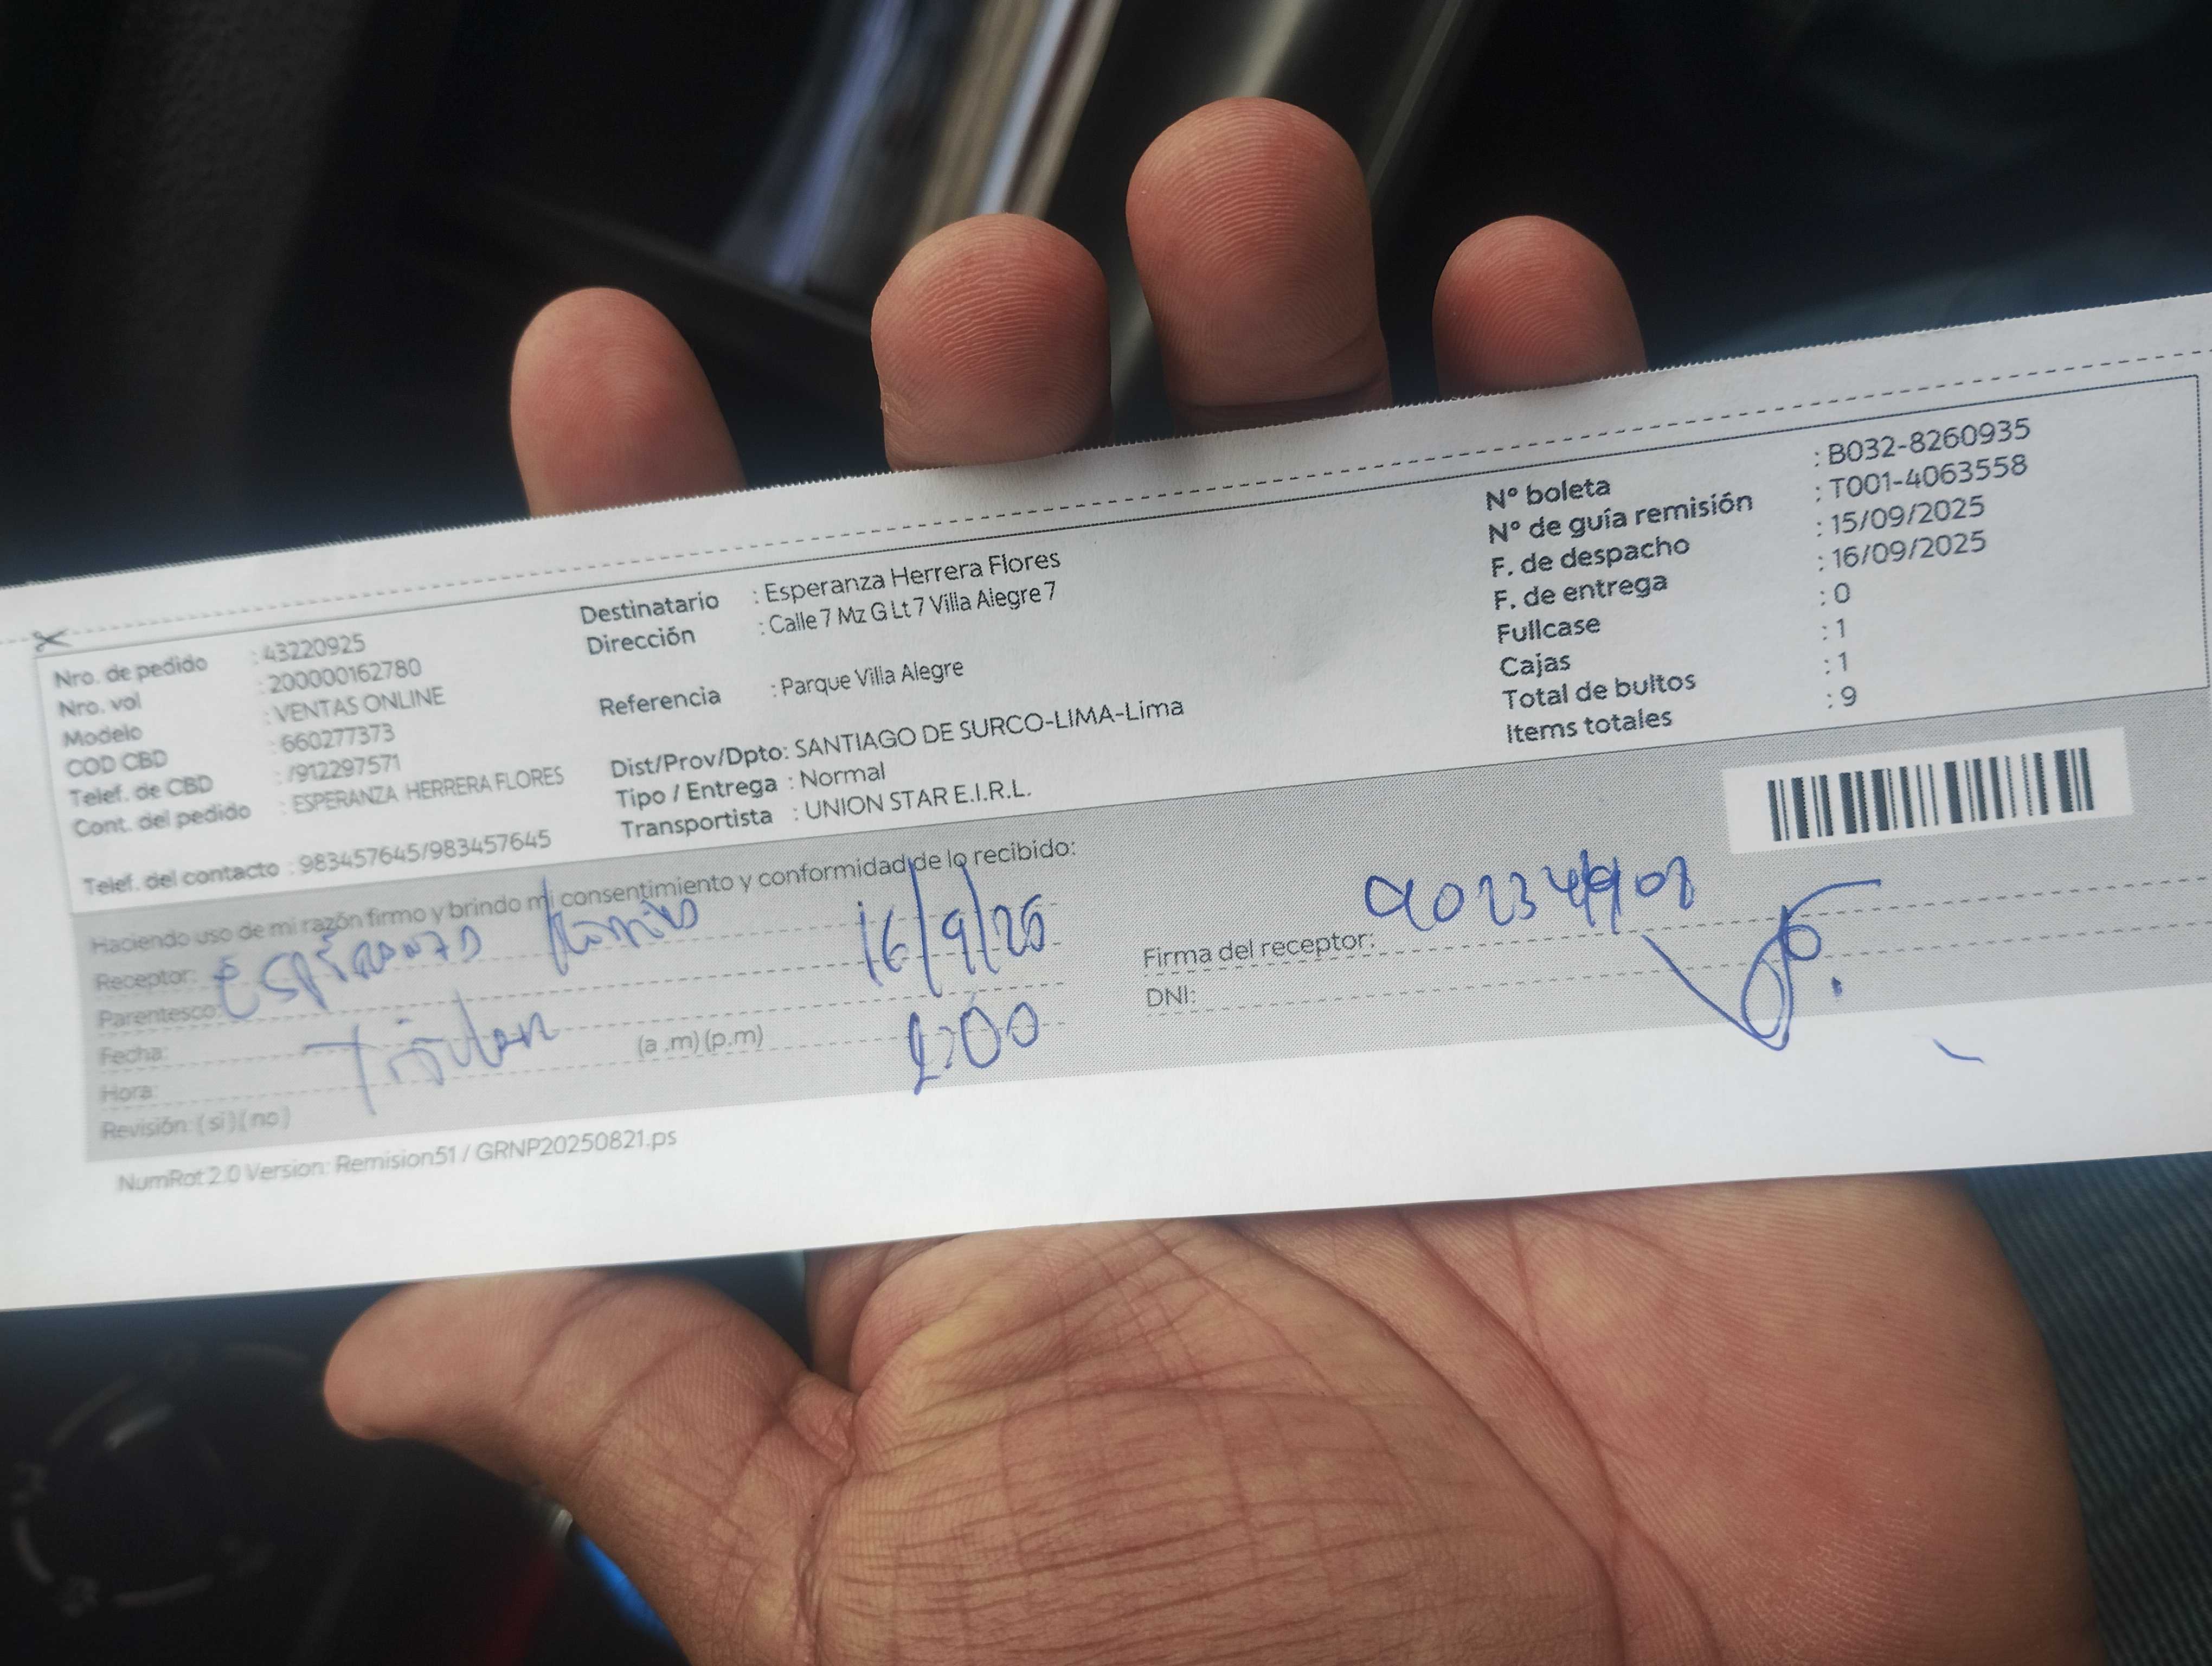 Nro. de pedido : 43220925
Nro. vol : 200000162780
Modelo : VENTAS ONLINE
COD CBD : 660277373
Telef. de CBD : /912297571
Cont. del pedido : ESPERANZA HERRERA FLORES
Telef. del contacto : 983457645/983457645
Destinatario : Esperanza Herrera Flores
Dirección : Calle 7 Mz G Lt 7 Villa Alegre 7
Referencia : Parque Villa Alegre
Dist/Prov/Dpto: SANTIAGO DE SURCO-LIMA-Lima
Tipo / Entrega : Normal
Transportista : UNION STAR E.I.R.L.
N° boleta : B032-8260935
N° de guía remisión : T001-4063558
F. de despacho : 15/09/2025
F. de entrega : 16/09/2025
Fullcase : 0
Cajas : 1
Total de bultos : 1
Items totales : 9
Haciendo uso de mi razón firmo y brindo mi consentimiento y conformidad de lo recibido:
Receptor: Esperanza
Parentesco:
Fecha: 16/9/25
Hora: Titular (a .m) (p.m) 2:00
Revisión: ( si ) ( no )
Firma del receptor:
DNI:
NumRot 2.0 Version: Remision51 / GRNP20250821.ps